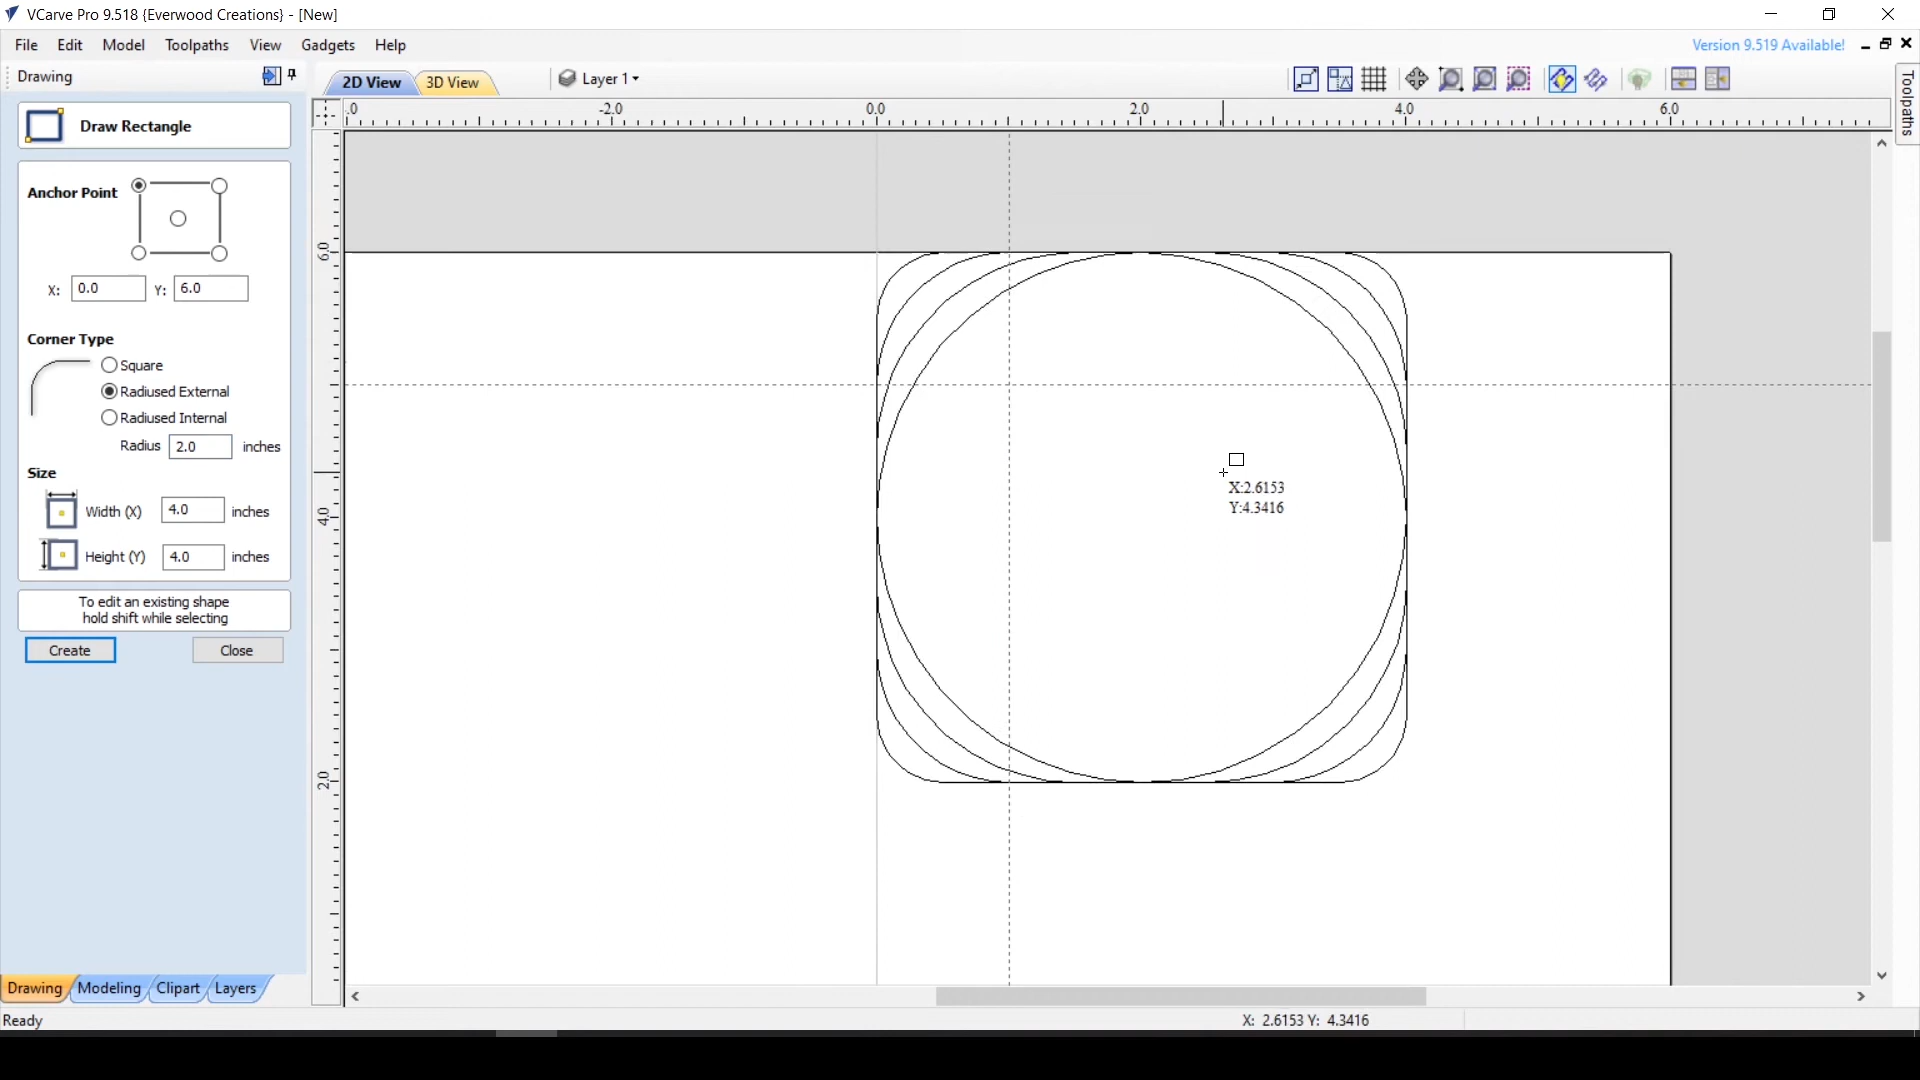 VCarve Pro 9.518 {Everwood Creations} - [New]
File Edit Model Toolpaths View Gadgets Help
Version 9.519 Available!
Drawing
2D View 3D View Layer 1
Toolpaths
.0 -2.0 0.0 2.0 4.0 6.0
Draw Rectangle
Anchor Point
X: 0.0 Y: 6.0
6.0
Corner Type
Square
Radiused External
Radiused Internal
Radius 2.0 inches
Size
Width (X) 4.0 inches
Height (Y) 4.0 inches
4.0
X:2.6153
Y:4.3416
To edit an existing shape
hold shift while selecting
Create Close
2.0
Drawing Modeling Clipart Layers
Ready
X: 2.6153 Y: 4.3416